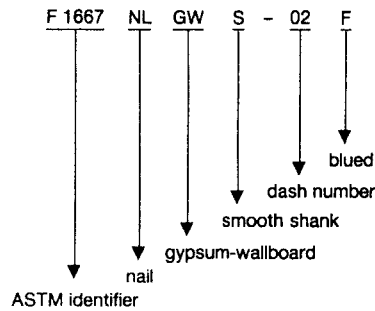 F 1667 NL GW S - 02 F
blued
dash number
smooth shank
gypsum-wallboard
nail
ASTM identifier